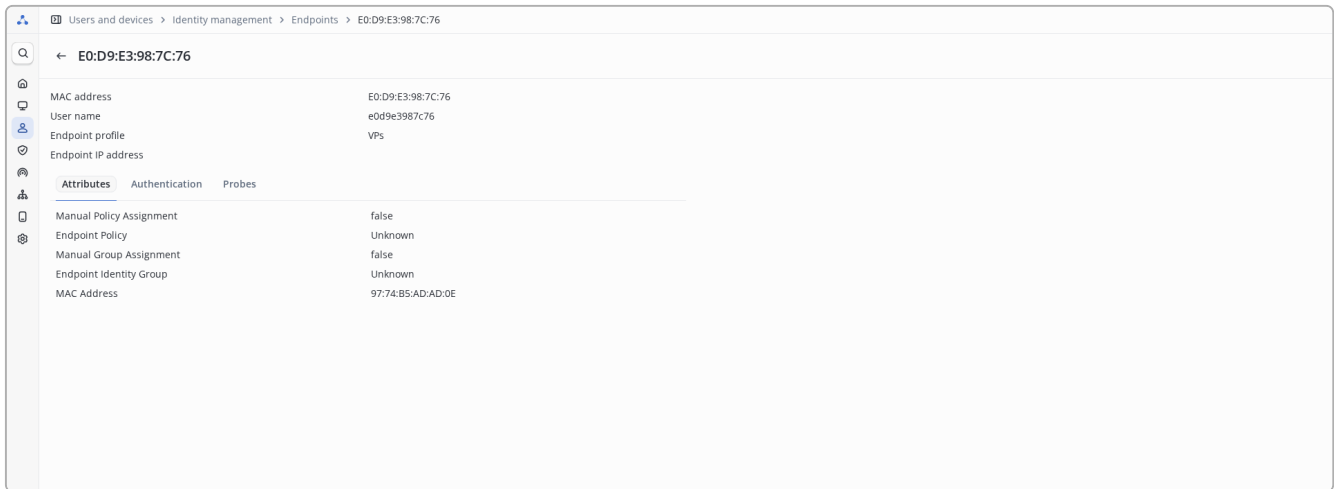 Users and devices > Identity management > Endpoints > E0:D9:E3:98:7C:76
← E0:D9:E3:98:7C:76
MAC address E0:D9:E3:98:7C:76
User name e0d9e3987c76
Endpoint profile VPs
Endpoint IP address
Attributes Authentication Probes
Manual Policy Assignment false
Endpoint Policy Unknown
Manual Group Assignment false
Endpoint Identity Group Unknown
MAC Address 97:74:B5:AD:AD:0E